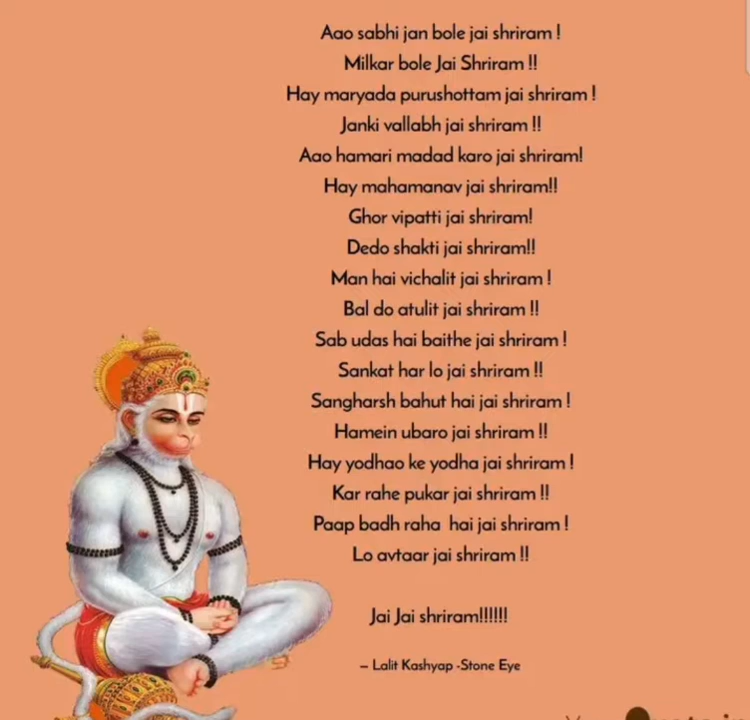 Aao sabhi jan bole jai shriram !
Milkar bole Jai Shriram !!
Hay maryada purushottam jai shriram !
Janki vallabh jai shriram !!
Aao hamari madad karo jai shriram!
Hay mahamanav jai shriram!!
Ghor vipatti jai shriram!
Dedo shakti jai shriram!!
Man hai vichalit jai shriram !
Bal do atulit jai shriram !!
Sab udas hai baithe jai shriram !
Sankat har lo jai shriram !!
Sangharsh bahut hai jai shriram !
Hamein ubaro jai shriram !!
Hay yodhao ke yodha jai shriram !
Kar rahe pukar jai shriram !!
Paap badh raha  hai jai shriram !
Lo avtaar jai shriram !!
Jai Jai shriram!!!!!!
– Lalit Kashyap -Stone Eye